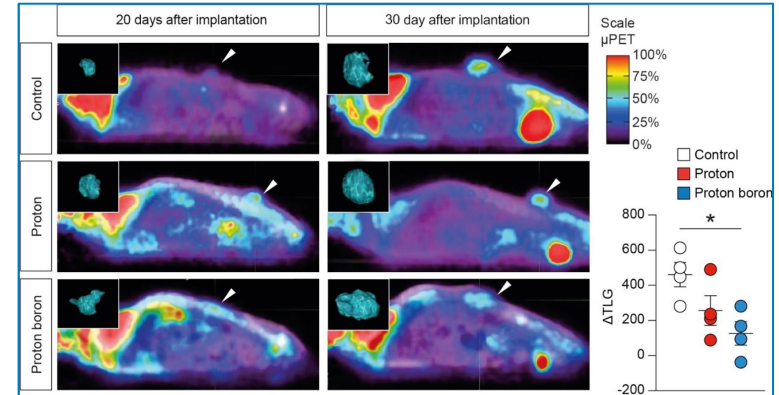 20 days after implantation
30 day after implantation
Control
Proton
Proton boron
Scale
µPET
100%
75%
50%
25%
0%
Control
Proton
Proton boron
*
ΔTLG
800
600
400
200
0
-200